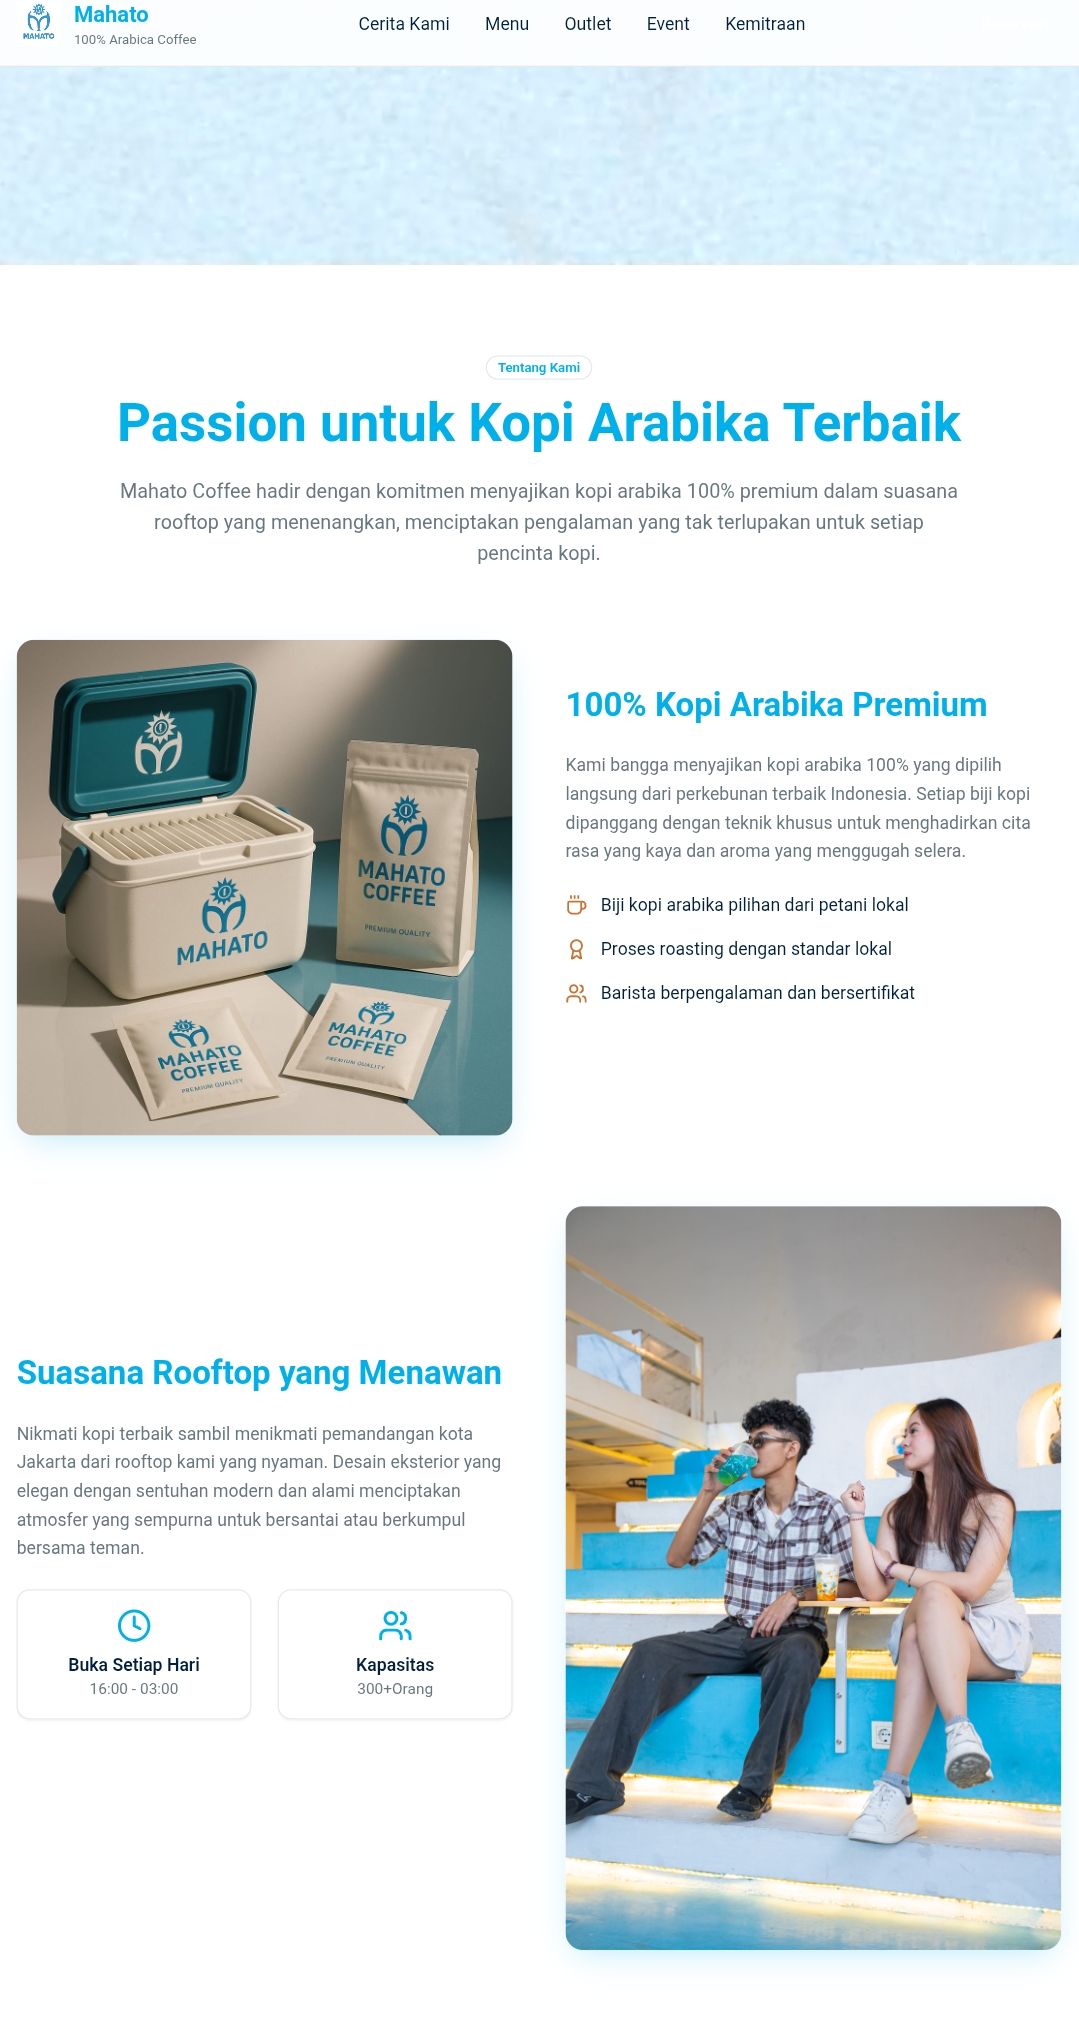 Mahato
100% Arabica Coffee
MAHATO
Cerita Kami
Menu
Outlet
Event
Kemitraan
Tentang Kami
Passion untuk Kopi Arabika Terbaik
Mahato Coffee hadir dengan komitmen menyajikan kopi arabika 100% premium dalam suasana
rooftop yang menenangkan, menciptakan pengalaman yang tak terlupakan untuk setiap
pencinta kopi.
MAHATO
MAHATO
COFFEE
PREMIUM QUALITY
MAHATO
COFFEE
PREMIUM QUALITY
MAHATO
COFFEE
PREMIUM QUALITY
100% Kopi Arabika Premium
Kami bangga menyajikan kopi arabika 100% yang dipilih
langsung dari perkebunan terbaik Indonesia. Setiap biji kopi
dipanggang dengan teknik khusus untuk menghadirkan cita
rasa yang kaya dan aroma yang menggugah selera.
Biji kopi arabika pilihan dari petani lokal
Proses roasting dengan standar lokal
Barista berpengalaman dan bersertifikat
Suasana Rooftop yang Menawan
Nikmati kopi terbaik sambil menikmati pemandangan kota
Jakarta dari rooftop kami yang nyaman. Desain eksterior yang
elegan dengan sentuhan modern dan alami menciptakan
atmosfer yang sempurna untuk bersantai atau berkumpul
bersama teman.
Buka Setiap Hari
16:00 - 03:00
Kapasitas
300+Orang